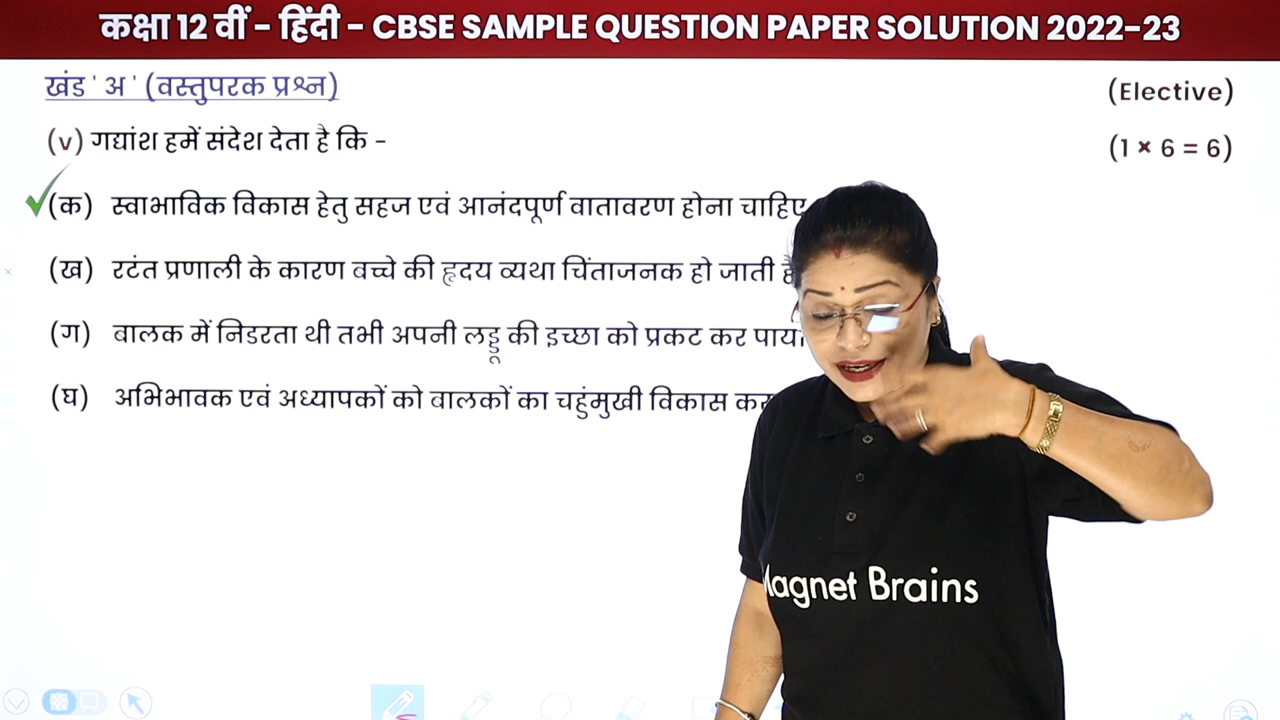 कक्षा 12 वीं - हिंदी - CBSE SAMPLE QUESTION PAPER SOLUTION 2022-23
खंड ' अ ' (वस्तुपरक प्रश्न)
(Elective)
(v) गद्यांश हमें संदेश देता है कि -
(1 × 6 = 6)
(क) स्वाभाविक विकास हेतु सहज एवं आनंदपूर्ण वातावरण होना चाहिए
(ख) रटंत प्रणाली के कारण बच्चे की हृदय व्यथा चिंताजनक हो जाती है
(ग) बालक में निडरता थी तभी अपनी लड्डू की इच्छा को प्रकट कर
(घ) अभिभावक एवं अध्यापकों को बालकों का चहुंमुखी विकास
Magnet Brains